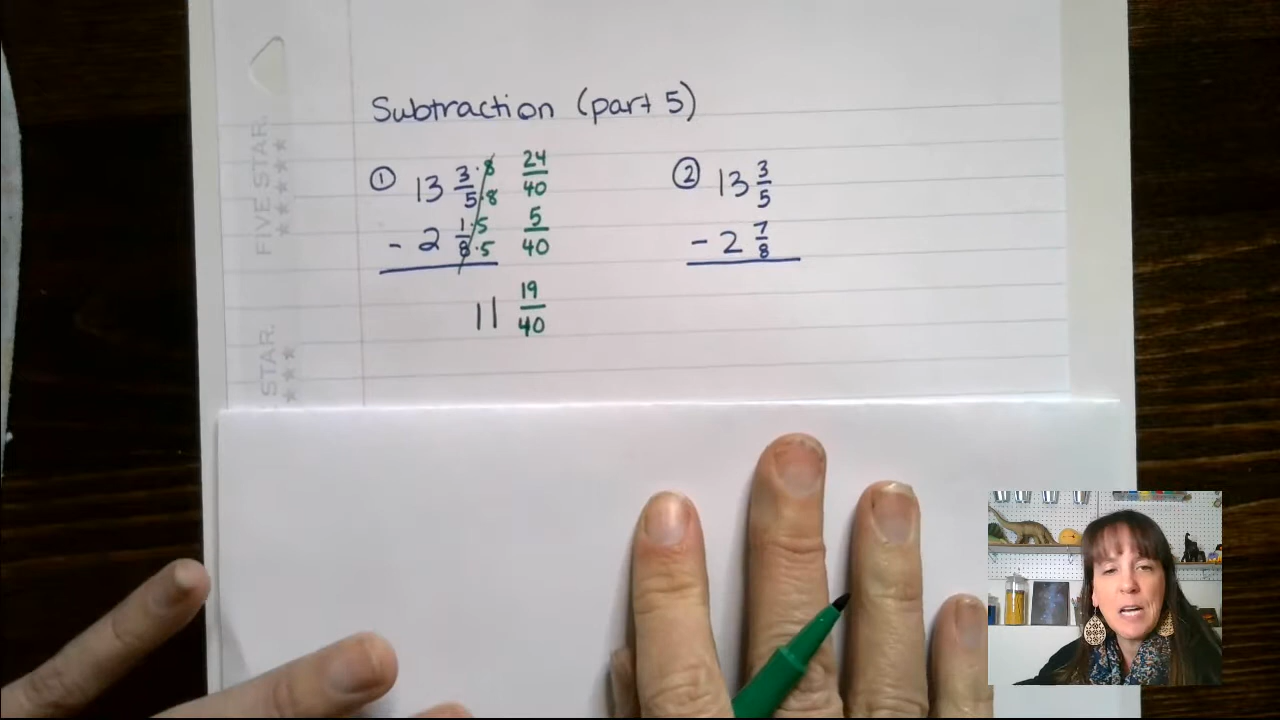 Subtraction (part 5)
① 13 3/5 ·8/·8 24/40
- 2 1/8 ·5/·5 5/40
11 19/40
② 13 3/5
- 2 7/8
FIVE STAR.
STAR.